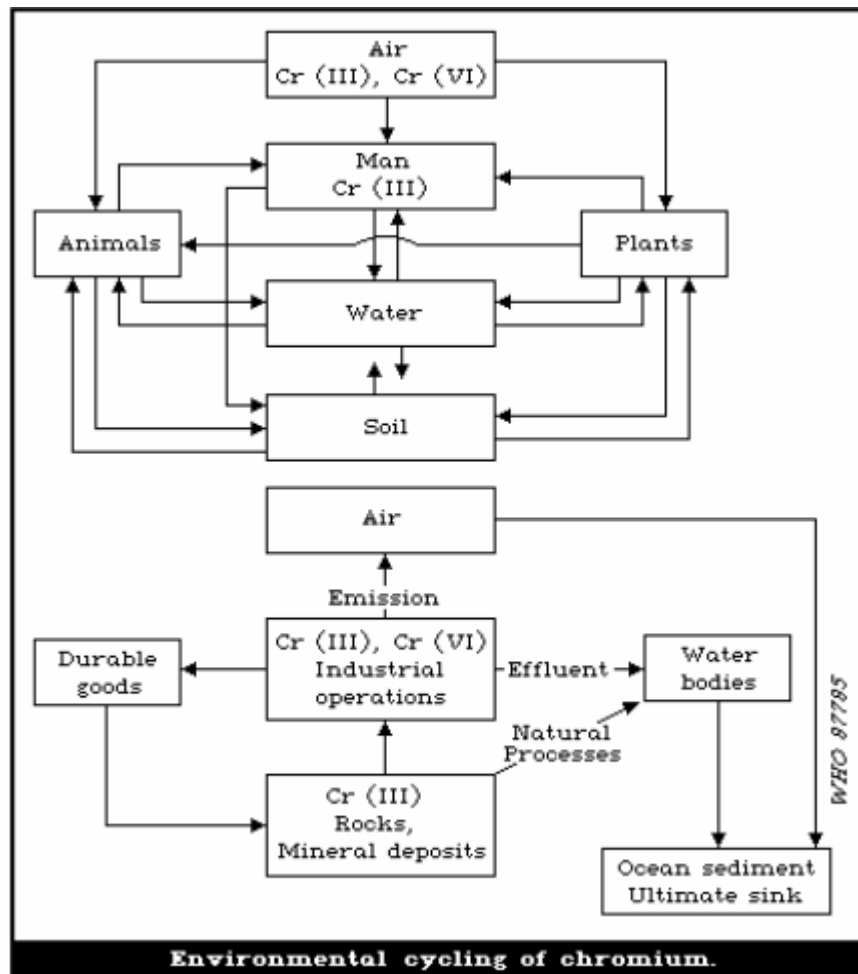 Air
Cr (III), Cr (VI)
Man
Cr (III)
Animals
Plants
Water
Soil
Air
Emission
Cr (III), Cr (VI)
Industrial
operations
Durable
goods
Effluent
Water
bodies
Natural
Processes
Cr (III)
Rocks,
Mineral deposits
Ocean sediment
Ultimate sink
WHO 87785
Environmental cycling of chromium.